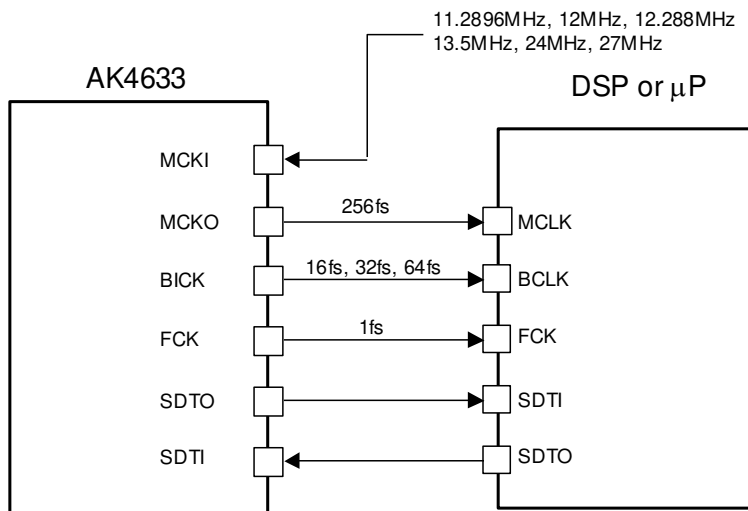 11.2896MHz, 12MHz, 12.288MHz
13.5MHz, 24MHz, 27MHz
AK4633
DSP or μP
MCKI
MCKO
256fs
MCLK
BICK
16fs, 32fs, 64fs
BCLK
FCK
1fs
FCK
SDTO
SDTI
SDTI
SDTO